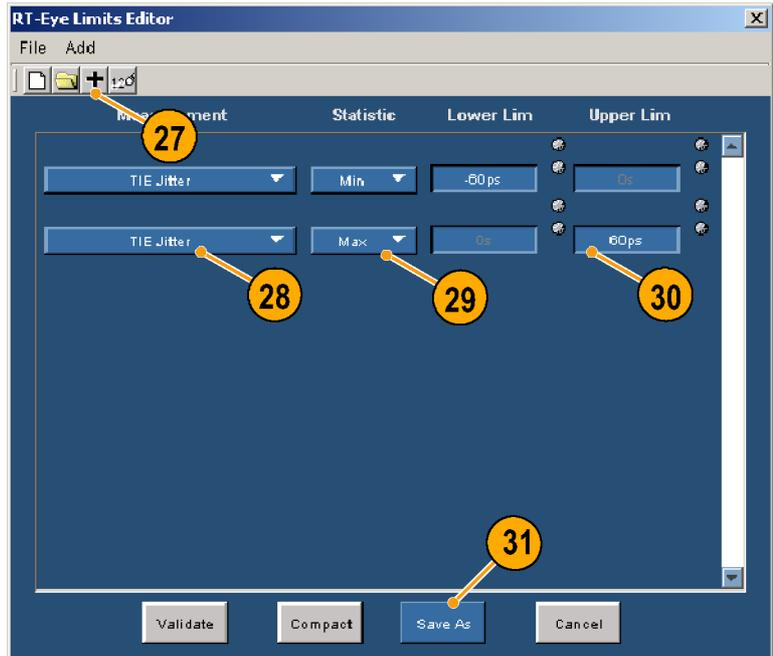 RT-Eye Limits Editor
File Add
Statistic Lower Lim Upper Lim
27
TIE Jitter Min -60ps 0s
TIE Jitter Max 0s 60ps
28 29 30
31
Validate Compact Save As Cancel